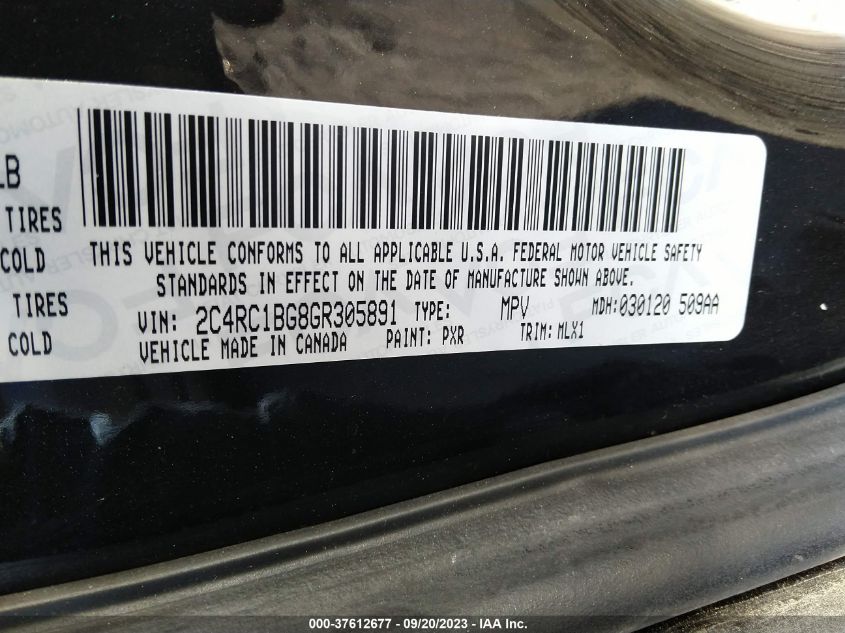 LB
TIRES
COLD
TIRES
COLD
THIS VEHICLE CONFORMS TO ALL APPLICABLE U.S.A. FEDERAL MOTOR VEHICLE SAFETY
STANDARDS IN EFFECT ON THE DATE OF MANUFACTURE SHOWN ABOVE.
VIN: 2C4RC1BG8GR305891 TYPE: MPV MDH:030120 509AA
VEHICLE MADE IN CANADA PAINT: PXR TRIM: MLX1
000-37612677 - 09/20/2023 - IAA Inc.